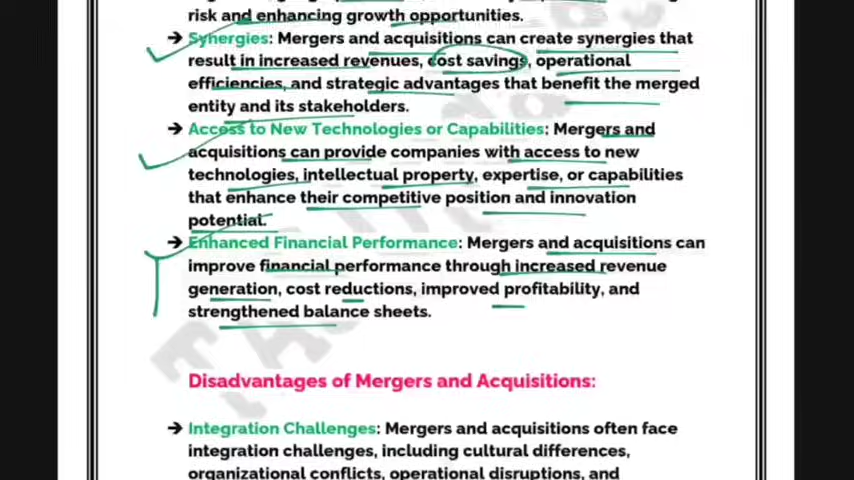 risk and enhancing growth opportunities.
→ Synergies: Mergers and acquisitions can create synergies that
result in increased revenues, cost savings, operational
efficiencies, and strategic advantages that benefit the merged
entity and its stakeholders.
→ Access to New Technologies or Capabilities: Mergers and
acquisitions can provide companies with access to new
technologies, intellectual property, expertise, or capabilities
that enhance their competitive position and innovation
potential.
→ Enhanced Financial Performance: Mergers and acquisitions can
improve financial performance through increased revenue
generation, cost reductions, improved profitability, and
strengthened balance sheets.
Disadvantages of Mergers and Acquisitions:
→ Integration Challenges: Mergers and acquisitions often face
integration challenges, including cultural differences,
organizational conflicts, operational disruptions, and